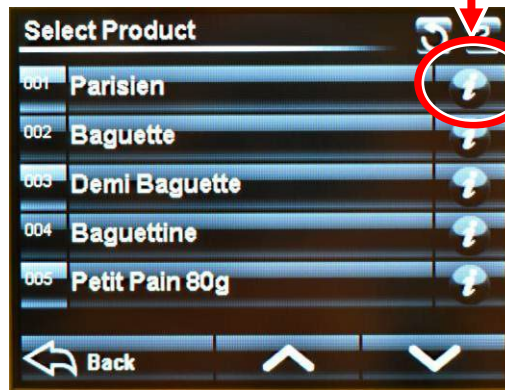 Select Product
001 Parisien
002 Baguette
003 Demi Baguette
004 Baguettine
005 Petit Pain 80g
Back